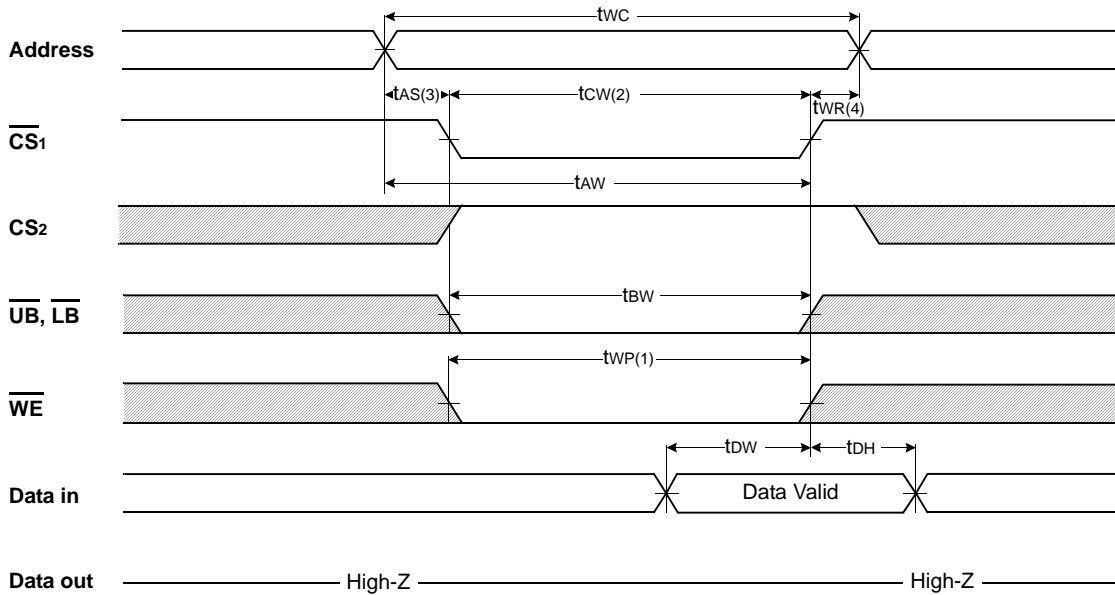 tWC
Address
tAS(3) tCW(2) tWR(4)
CS1
tAW
CS2
tBW
UB, LB
tWP(1)
WE
tDW tDH
Data in Data Valid
Data out High-Z High-Z